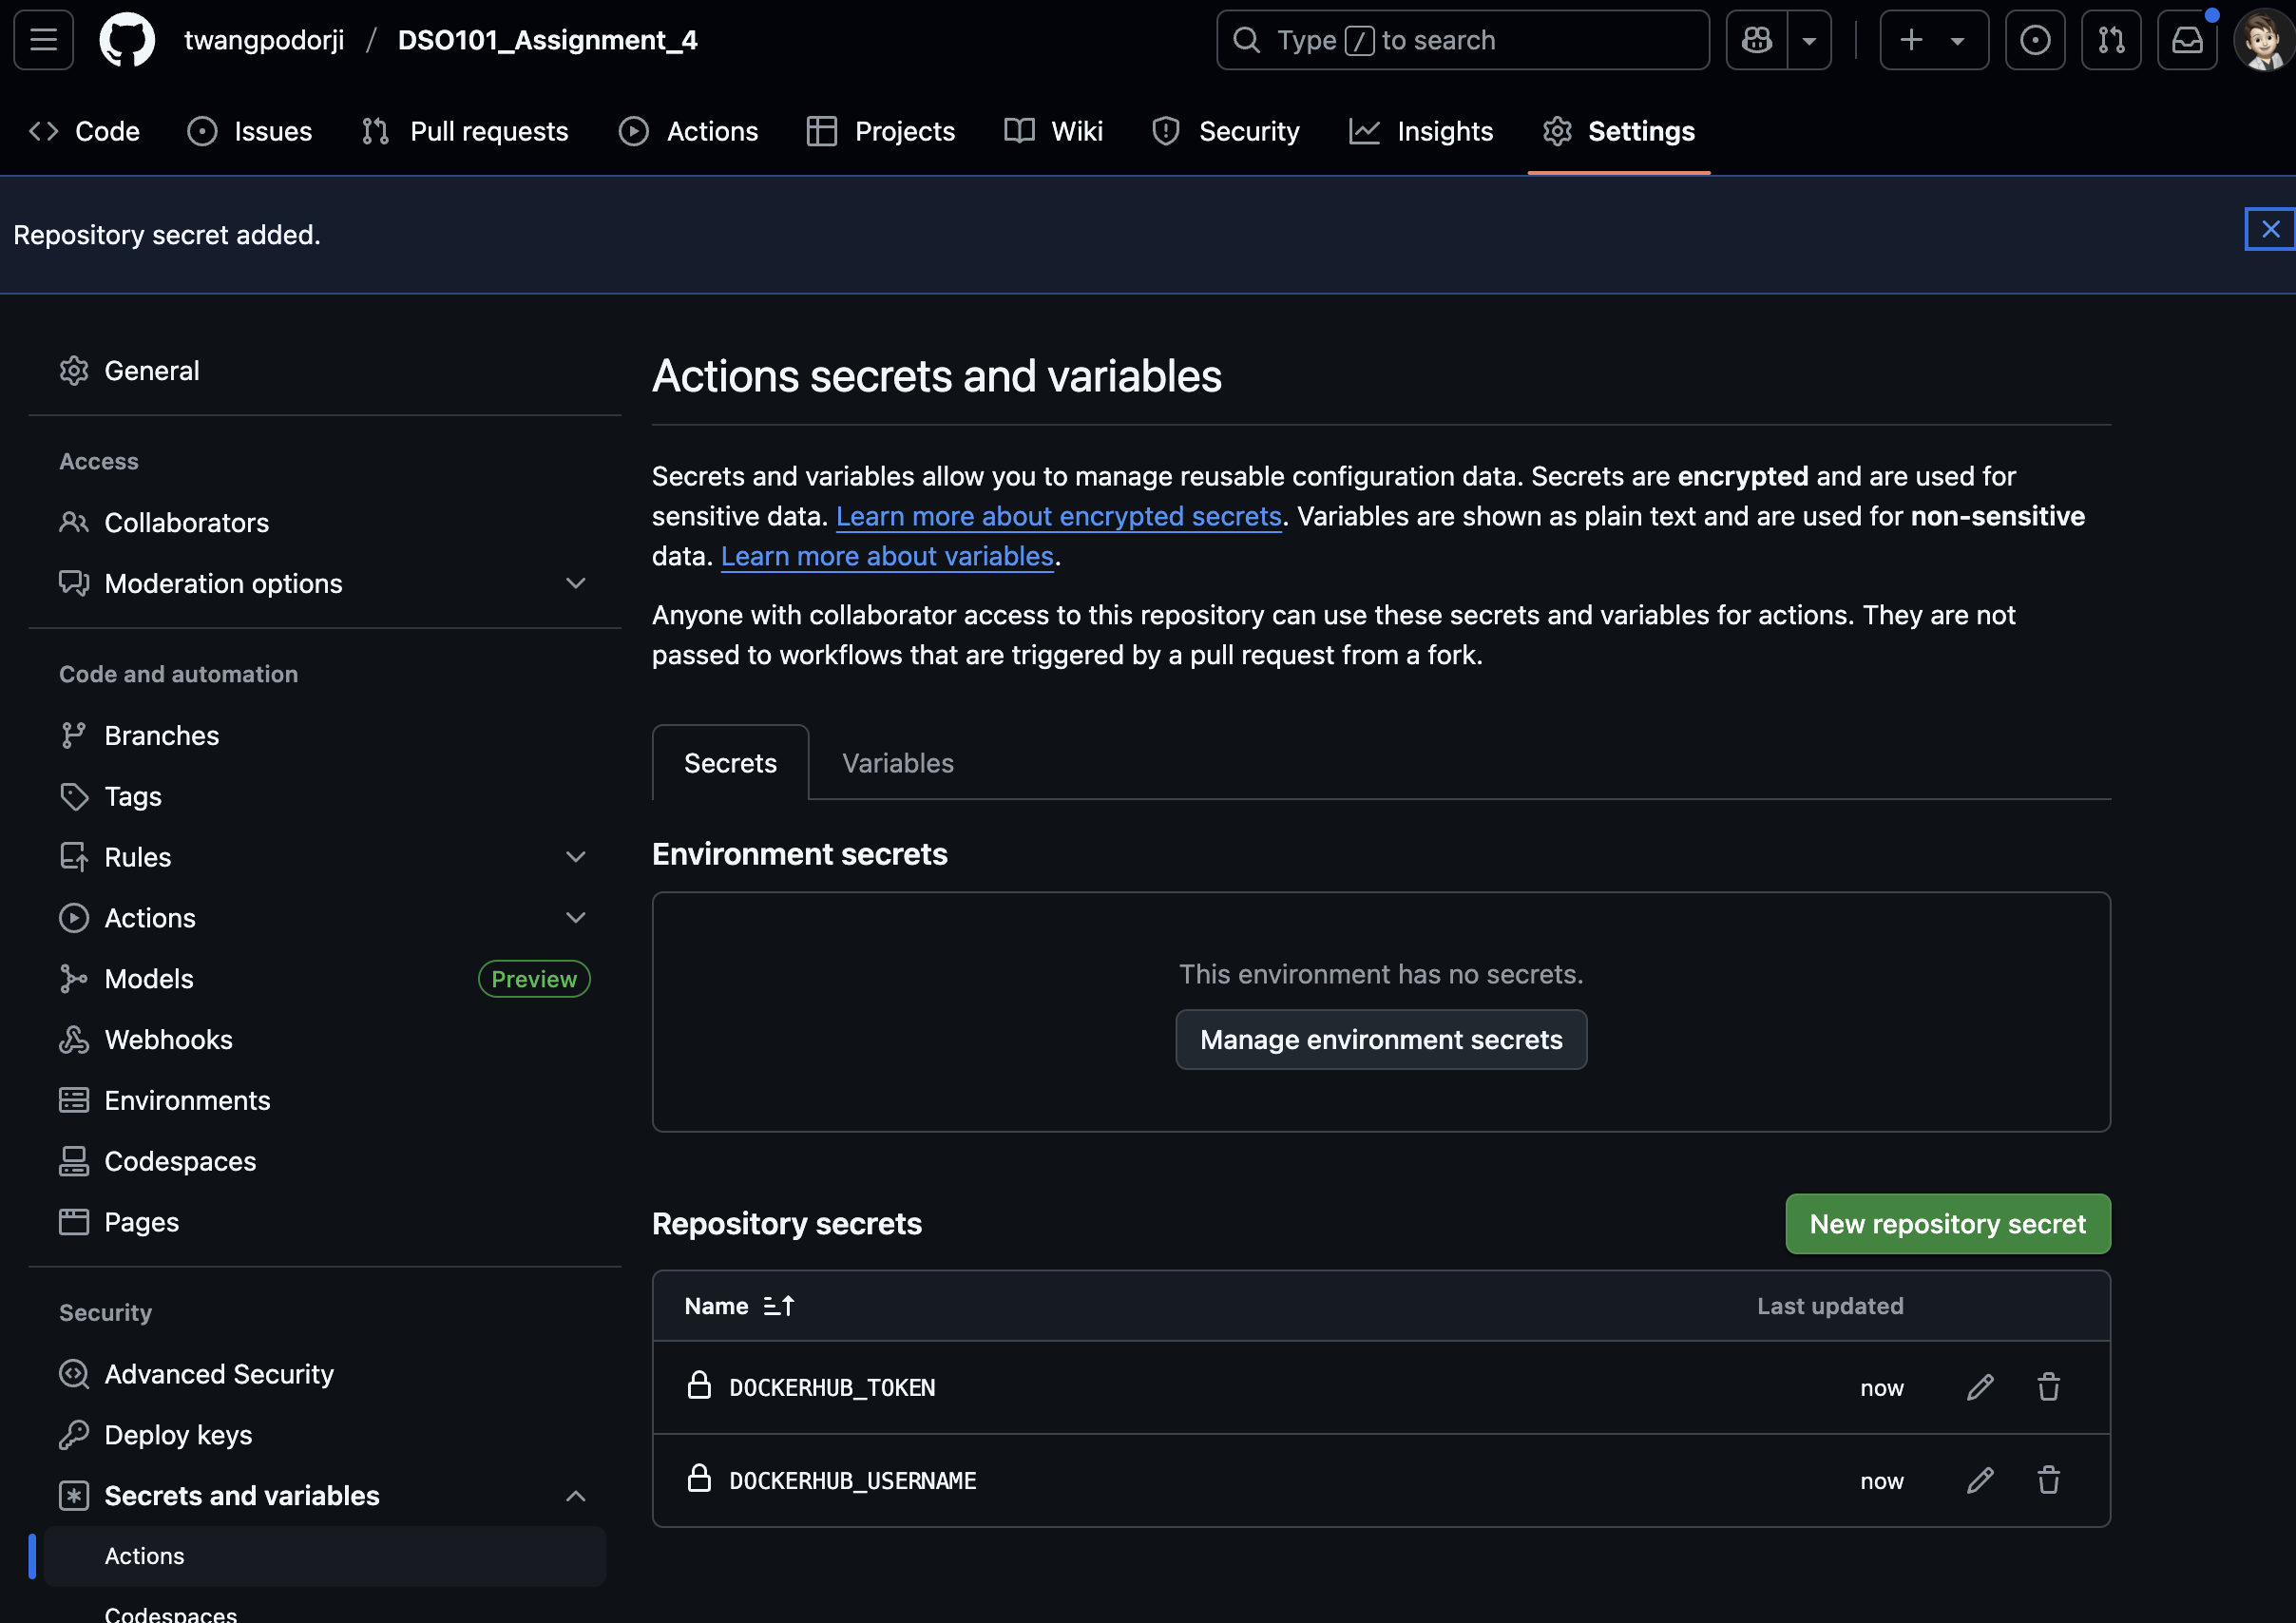 twangpodorji / DSO101_Assignment_4
Type / to search
Code
Issues
Pull requests
Actions
Projects
Wiki
Security
Insights
Settings
Repository secret added.
General
Access
Collaborators
Moderation options
Code and automation
Branches
Tags
Rules
Actions
Models
Preview
Webhooks
Environments
Codespaces
Pages
Security
Advanced Security
Deploy keys
Secrets and variables
Actions
Codespaces
Actions secrets and variables
Secrets and variables allow you to manage reusable configuration data. Secrets are encrypted and are used for
sensitive data. Learn more about encrypted secrets. Variables are shown as plain text and are used for non-sensitive
data. Learn more about variables.
Anyone with collaborator access to this repository can use these secrets and variables for actions. They are not
passed to workflows that are triggered by a pull request from a fork.
Secrets
Variables
Environment secrets
This environment has no secrets.
Manage environment secrets
Repository secrets
New repository secret
Name
Last updated
DOCKERHUB_TOKEN
now
DOCKERHUB_USERNAME
now